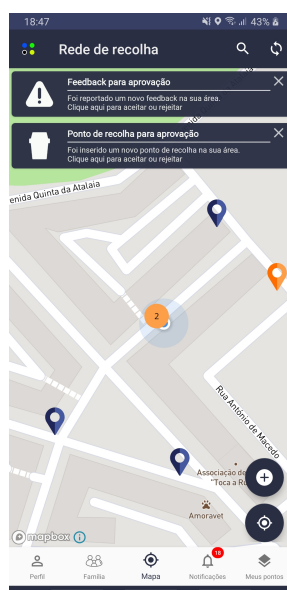 18:47
43%
Rede de recolha
Feedback para aprovação
Foi reportado um novo feedback na sua área.
Clique aqui para aceitar ou rejeitar
Ponto de recolha para aprovação
Foi inserido um novo ponto de recolha na sua área.
Clique aqui para aceitar ou rejeitar
enida Quinta da Atalaia
2
Rua António de Macedo
Associação de
"Toca a R
Amoravet
mapbox
Perfil
Família
Mapa
18
Notificações
Meus pontos